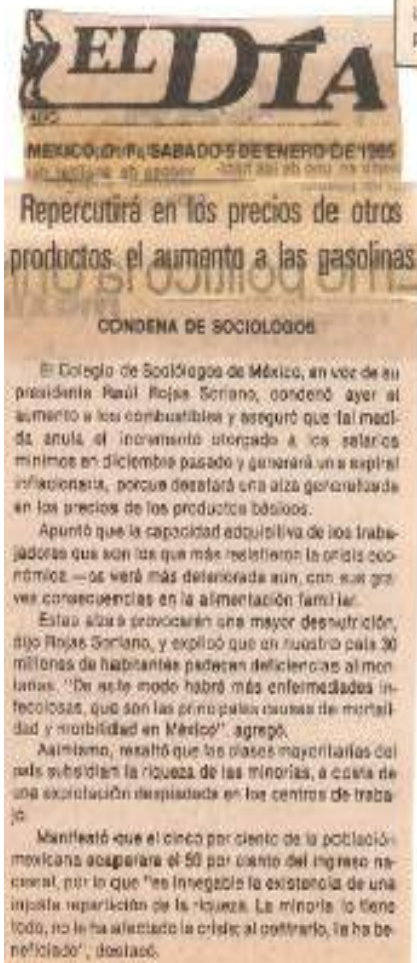 EL DÍA
MEXICO, D. F., SABADO 5 DE ENERO DE 1985
Repercutirá en los precios de otros
productos el aumento a las gasolinas
CONDENA DE SOCIOLOGOS
El Colegio de Sociólogos de México, en voz de su
presidente Raúl Rojas Soriano, condenó ayer el
aumento a los combustibles y aseguró que tal medi-
da anula el incremento otorgado a los salarios
mínimos en diciembre pasado y generará una espiral
inflacionaria, porque desatará una alza generalizada
en los precios de los productos básicos.
Apuntó que la capacidad adquisitiva de los traba-
jadores que son los que más resistieron la crisis eco-
nómica —se verá más deteriorada aun, con sus gra-
ves consecuencias en la alimentación familiar.
Estas alzas provocarán una mayor desnutrición,
dijo Rojas Soriano, y explicó que en nuestro país 30
millones de habitantes padecen deficiencias alimen-
tarias. "De este modo habrá más enfermedades in-
fecciosas, que son las principales causas de mortali-
dad y morbilidad en México", agregó.
Asimismo, resaltó que las clases mayoritarias del
país subsidian la riqueza de las minorías, a costa de
una explotación despiadada en los centros de traba-
jo.
Manifestó que el cinco por ciento de la población
mexicana acaparara el 50 por ciento del ingreso na-
cional, por lo que "es innegable la existencia de una
injusta repartición de la riqueza. La minoría lo tiene
todo, no le ha afectado la crisis; al contrario, la ha be-
neficiado", destacó.